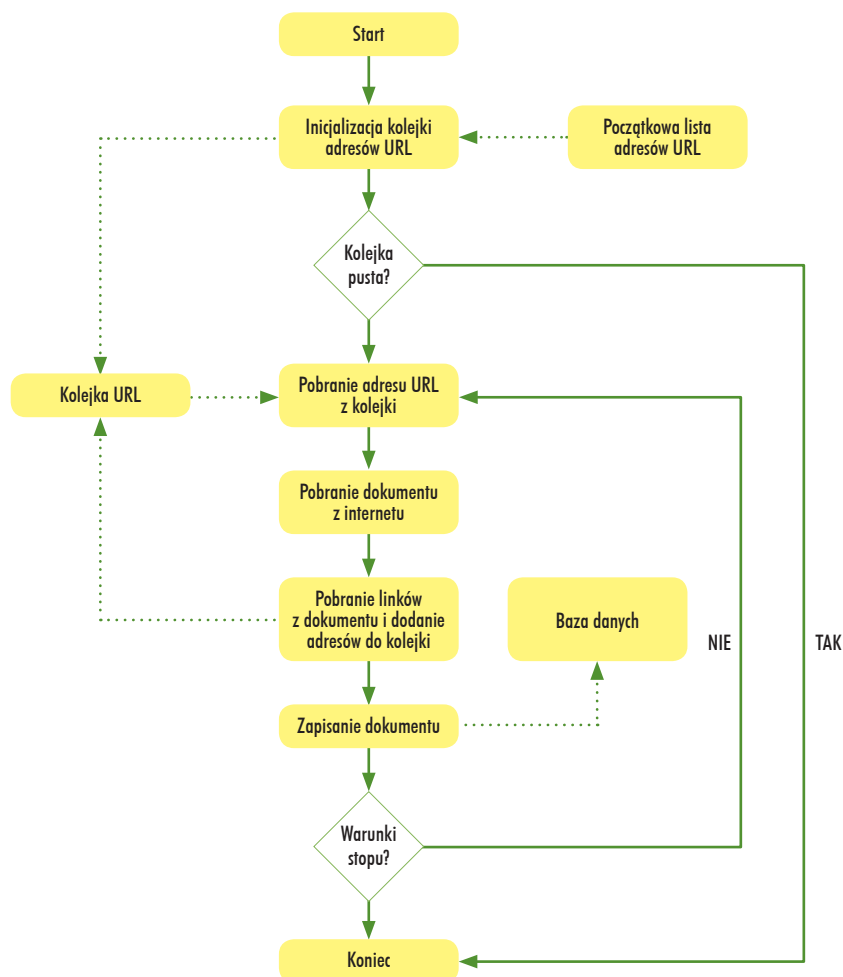 Start
Inicjalizacja kolejki
adresów URL
Początkowa lista
adresów URL
Kolejka
pusta?
Kolejka URL
Pobranie adresu URL
z kolejki
Pobranie dokumentu
z internetu
Pobranie linków
z dokumentu i dodanie
adresów do kolejki
Baza danych
NIE
TAK
Zapisanie dokumentu
Warunki
stopu?
Koniec